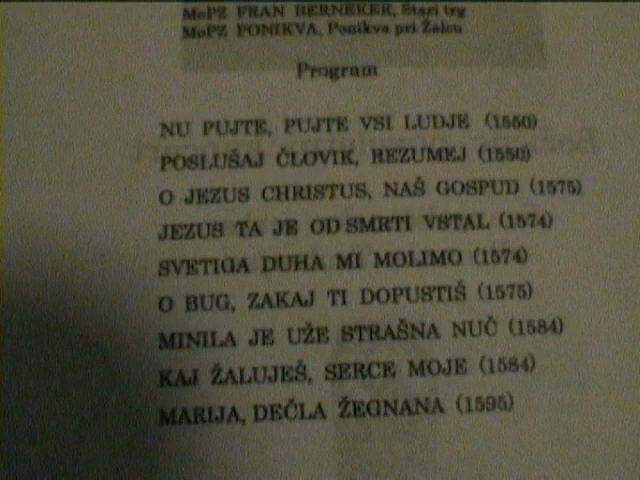 MePZ FRAN BERNEKER, Stari trg
MePZ PONIKVA, Ponikva pri Žalcu
Program
NU PUJTE, PUJTE VSI LUDJE (1550)
POSLUŠAJ ČLOVIK, REZUMEJ (1550)
O JEZUS CHRISTUS, NAŠ GOSPUD (1575)
JEZUS TA JE OD SMRTI VSTAL (1574)
SVETIGA DUHA MI MOLIMO (1574)
O BUG, ZAKAJ TI DOPUSTIŠ (1575)
MINILA JE UŽE STRAŠNA NUČ (1584)
KAJ ŽALUJEŠ, SERCE MOJE (1584)
MARIJA, DEČLA ŽEGNANA (1595)